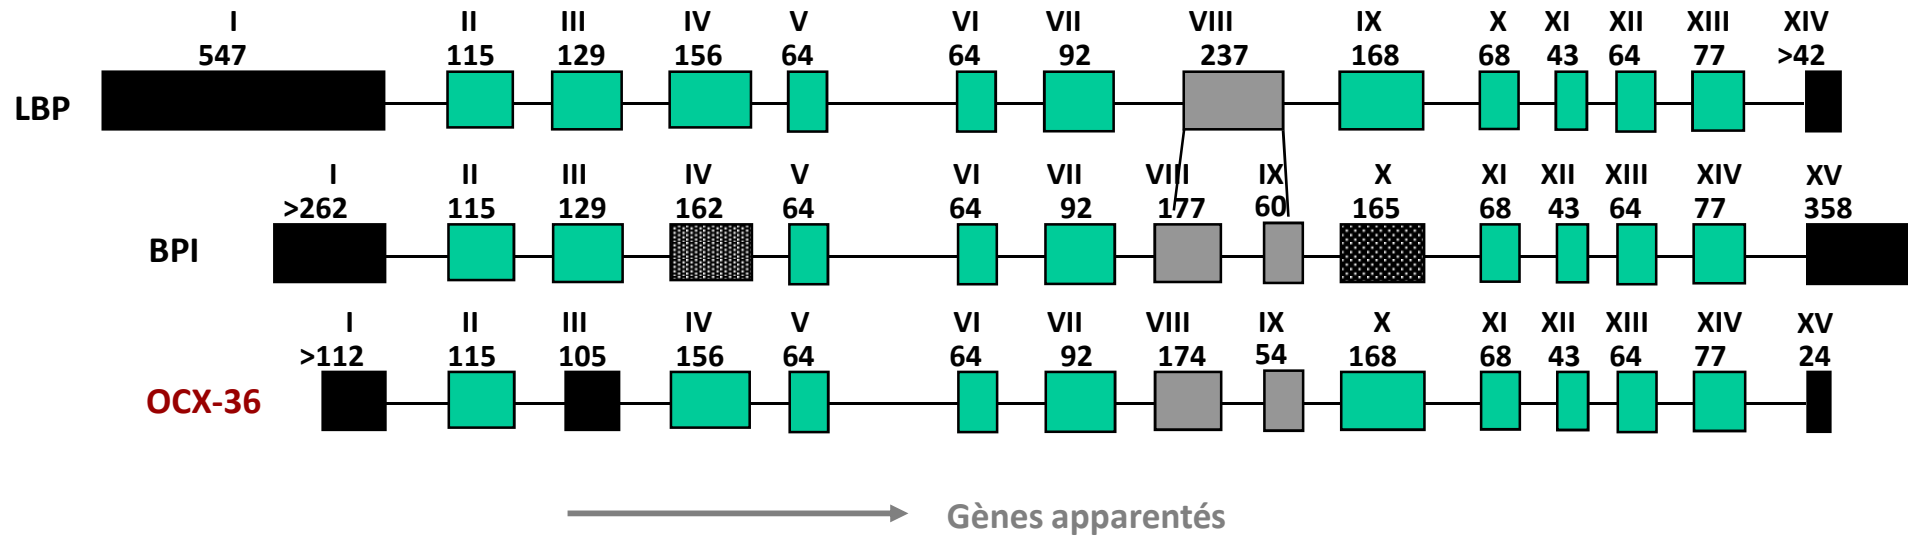 I II III IV V VI VII VIII IX X XI XII XIII XIV
547 115 129 156 64 64 92 237 168 68 43 64 77 >42
LBP
I II III IV V VI VII VIII IX X XI XII XIII XIV XV
>262 115 129 162 64 64 92 177 60 165 68 43 64 77 358
BPI
I II III IV V VI VII VIII IX X XI XII XIII XIV XV
>112 115 105 156 64 64 92 174 54 168 68 43 64 77 24
OCX-36
Gènes apparentés